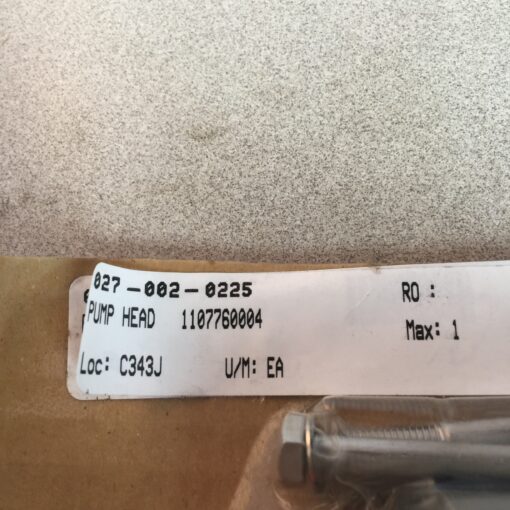 027-002-0225 RO :
PUMP HEAD 1107760004 Max: 1
Loc: C343J U/M: EA